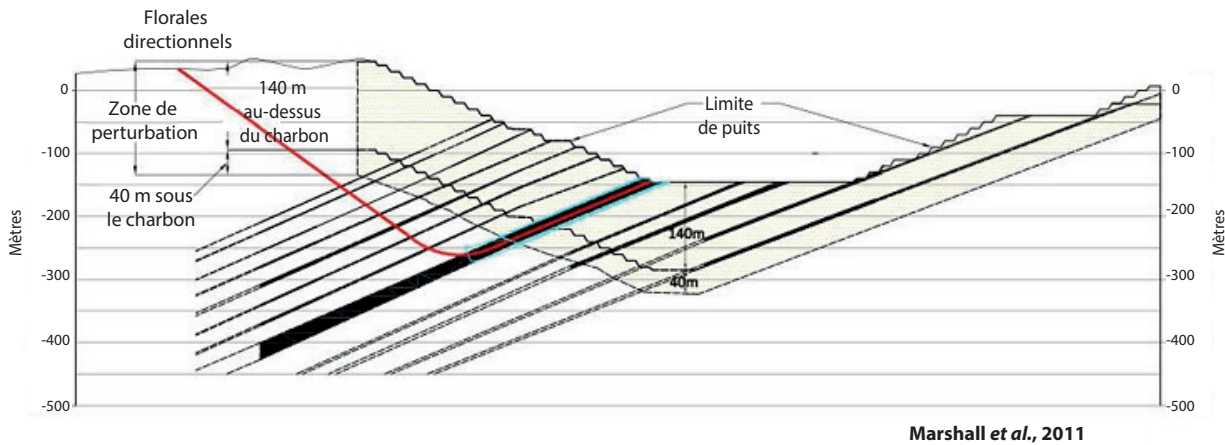 Florales
directionnels
Zone de
perturbation
140 m
au-dessus
du charbon
40 m sous
le charbon
Limite
de puits
140m
40m
Mètres
0
-100
-200
-300
-400
-500
0
-100
-200
-300
-400
-500
Mètres
Marshall et al., 2011